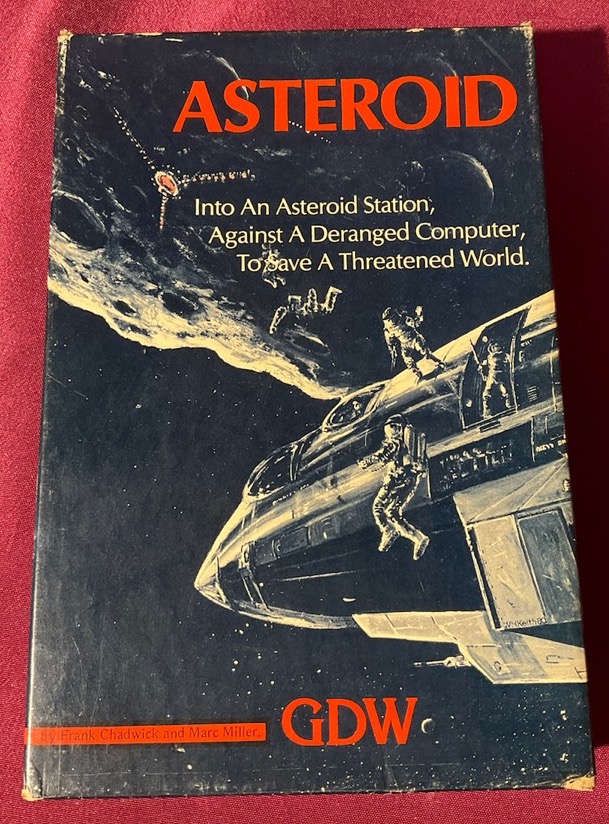 ASTEROID
Into An Asteroid Station,
Against A Deranged Computer,
To Save A Threatened World.
by Frank Chadwick and Marc Miller.
GDW